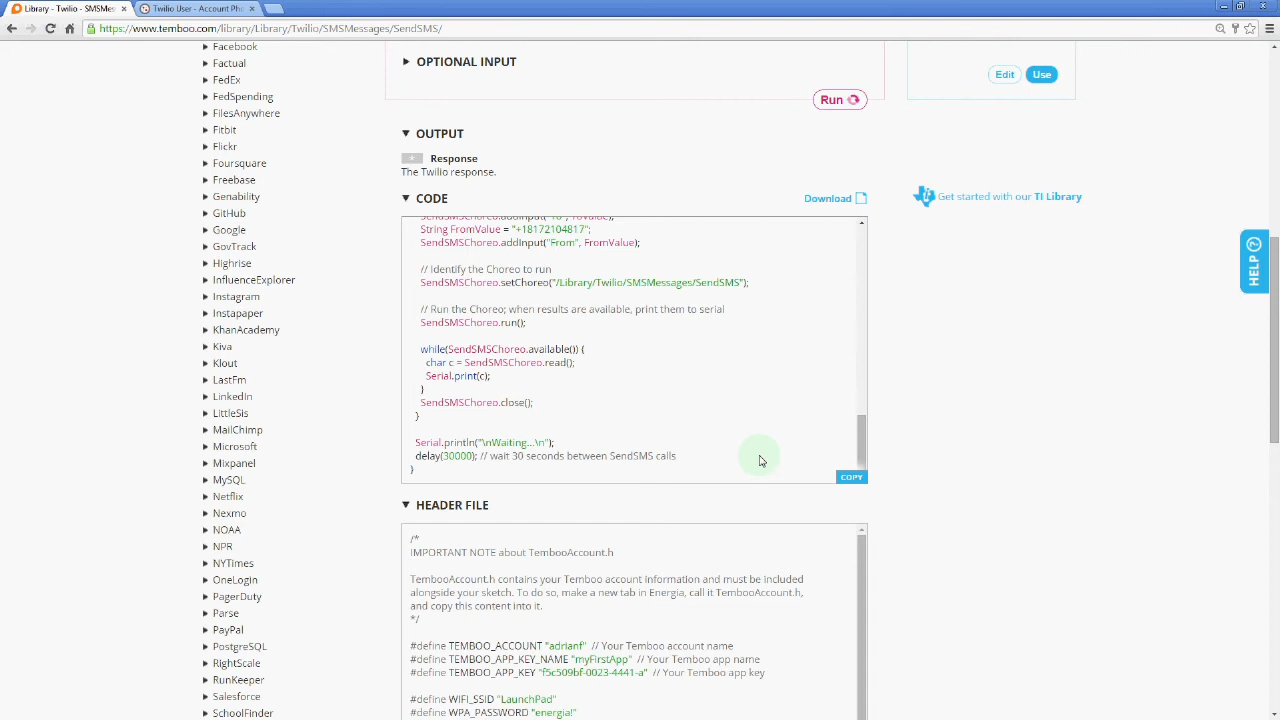 Library - Twilio - SMSMes
Twilio User - Account Pho
https://www.temboo.com/library/Library/Twilio/SMSMessages/SendSMS/
Facebook
Factual
FedEx
FedSpending
FilesAnywhere
Fitbit
Flickr
Foursquare
Freebase
Genability
GitHub
Google
GovTrack
Highrise
InfluenceExplorer
Instagram
Instapaper
KhanAcademy
Kiva
Klout
LastFm
LinkedIn
LittleSis
MailChimp
Microsoft
Mixpanel
MySQL
Netflix
Nexmo
NOAA
NPR
NYTimes
OneLogin
PagerDuty
Parse
PayPal
PostgreSQL
RightScale
RunKeeper
Salesforce
SchoolFinder
OPTIONAL INPUT
Run
Edit
Use
OUTPUT
Response
The Twilio response.
CODE
Download
SendSMSChoreo.addInput("To", ToValue);
String FromValue = "+18172104817";
SendSMSChoreo.addInput("From", FromValue);
// Identify the Choreo to run
SendSMSChoreo.setChoreo("/Library/Twilio/SMSMessages/SendSMS");
// Run the Choreo; when results are available, print them to serial
SendSMSChoreo.run();
while(SendSMSChoreo.available()) {
char c = SendSMSChoreo.read();
Serial.print(c);
}
SendSMSChoreo.close();
}
Serial.println("\nWaiting...\n");
delay(30000); // wait 30 seconds between SendSMS calls
}
COPY
HEADER FILE
/*
IMPORTANT NOTE about TembooAccount.h
TembooAccount.h contains your Temboo account information and must be included
alongside your sketch. To do so, make a new tab in Energia, call it TembooAccount.h,
and copy this content into it.
*/
#define TEMBOO_ACCOUNT "adrianf" // Your Temboo account name
#define TEMBOO_APP_KEY_NAME "myFirstApp" // Your Temboo app name
#define TEMBOO_APP_KEY "f5c509bf-0023-4441-a" // Your Temboo app key
#define WIFI_SSID "LaunchPad"
#define WPA_PASSWORD "energia!"
Get started with our TI Library
HELP ?